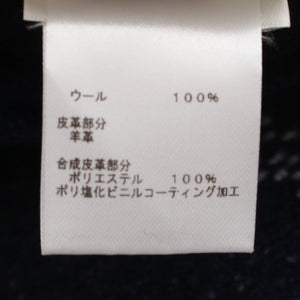 ウール 100%
皮革部分
羊革
合成皮革部分
ポリエステル 100%
ポリ塩化ビニルコーティング加工